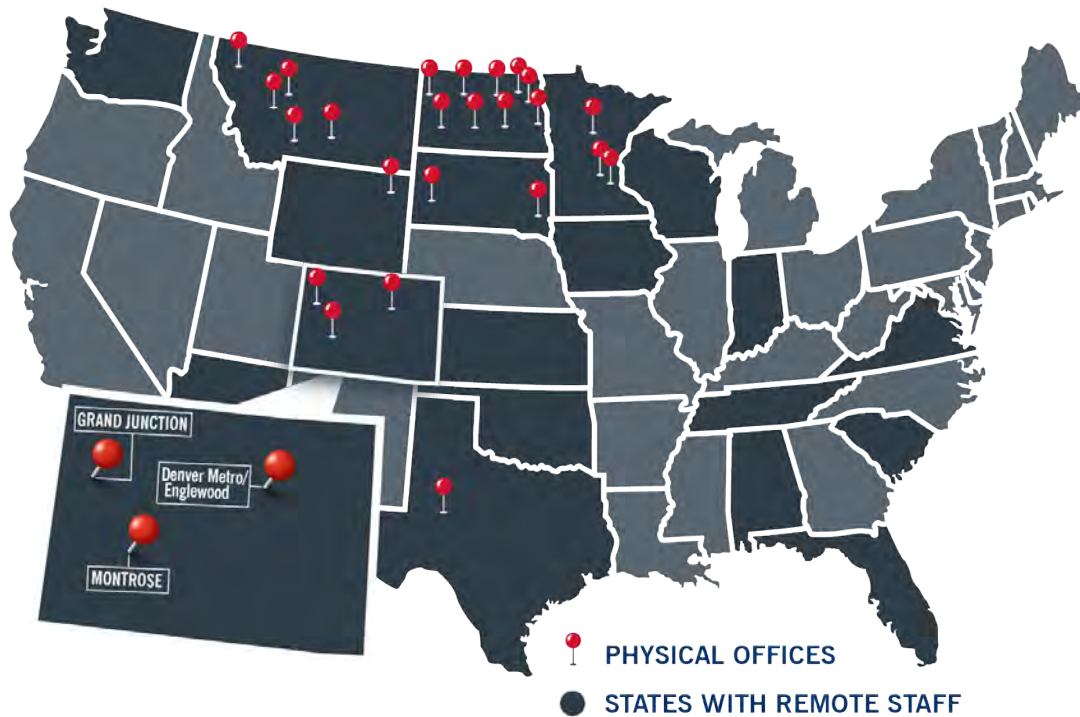 GRAND JUNCTION
Denver Metro/
Englewood
MONTROSE
PHYSICAL OFFICES
STATES WITH REMOTE STAFF